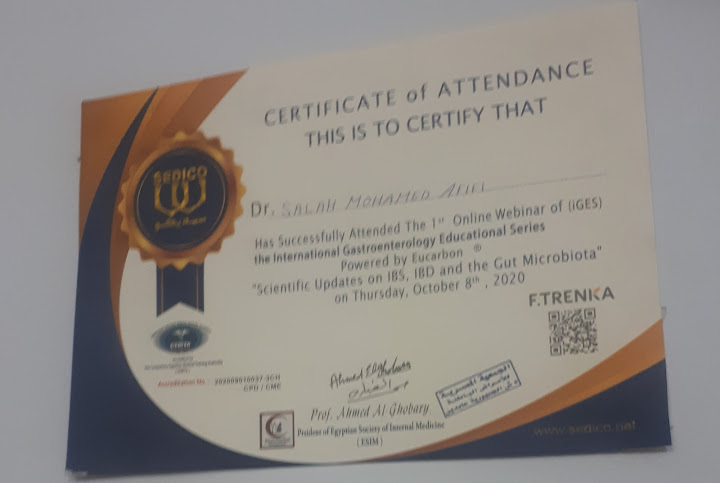 CERTIFICATE of ATTENDANCE
THIS IS TO CERTIFY THAT
SEDICO
Dr. SALAH MOHAMED
Has Successfully Attended The 1st Online Webinar of (iGES)
the International Gastroenterology Educational Series
Powered by Eucarbon ®
"Scientific Updates on IBS, IBD and the Gut Microbiota"
on Thursday, October 8th , 2020
F.TRENKA
Accreditation No
CPD / CME
Prof. Ahmed Al Ghobary
Pesident of Egyptian Society of Internal Medicine
( ESIM )
www.sedico.net